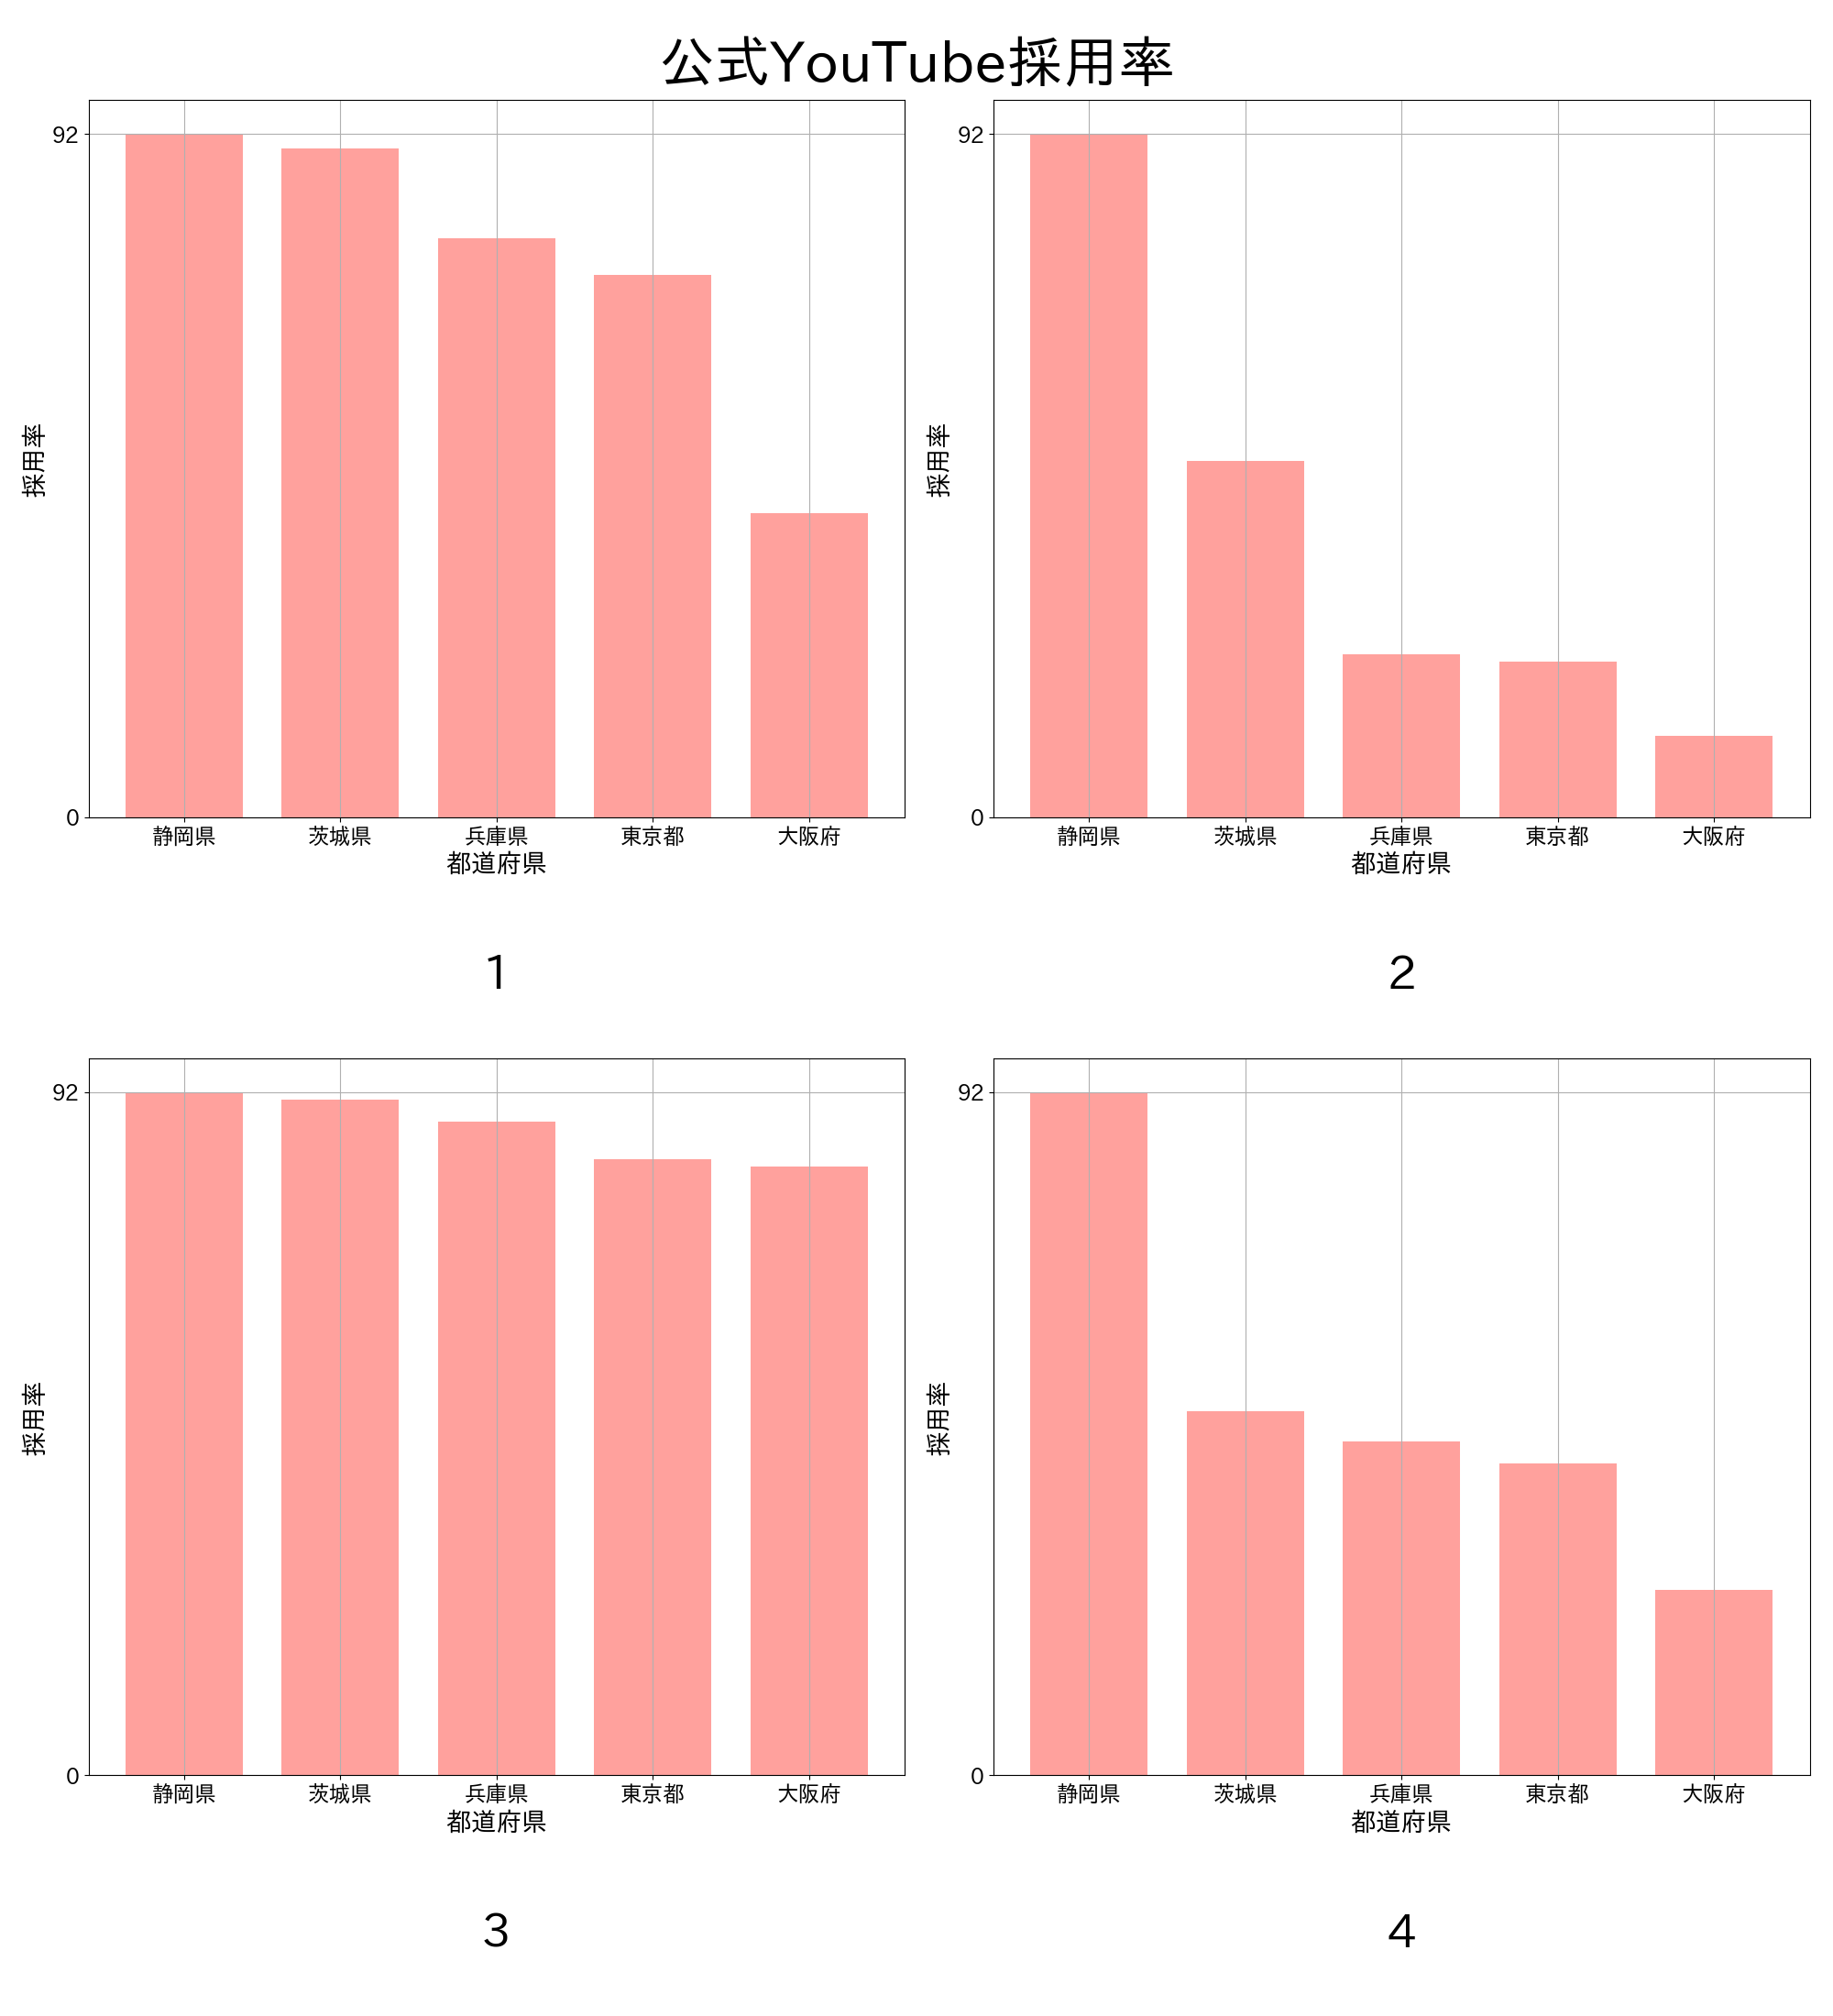 公式YouTube採用率
92
0
採用率
静岡県 茨城県 兵庫県 東京都 大阪府
都道府県
1
92
0
採用率
静岡県 茨城県 兵庫県 東京都 大阪府
都道府県
2
92
0
採用率
静岡県 茨城県 兵庫県 東京都 大阪府
都道府県
3
92
0
採用率
静岡県 茨城県 兵庫県 東京都 大阪府
都道府県
4